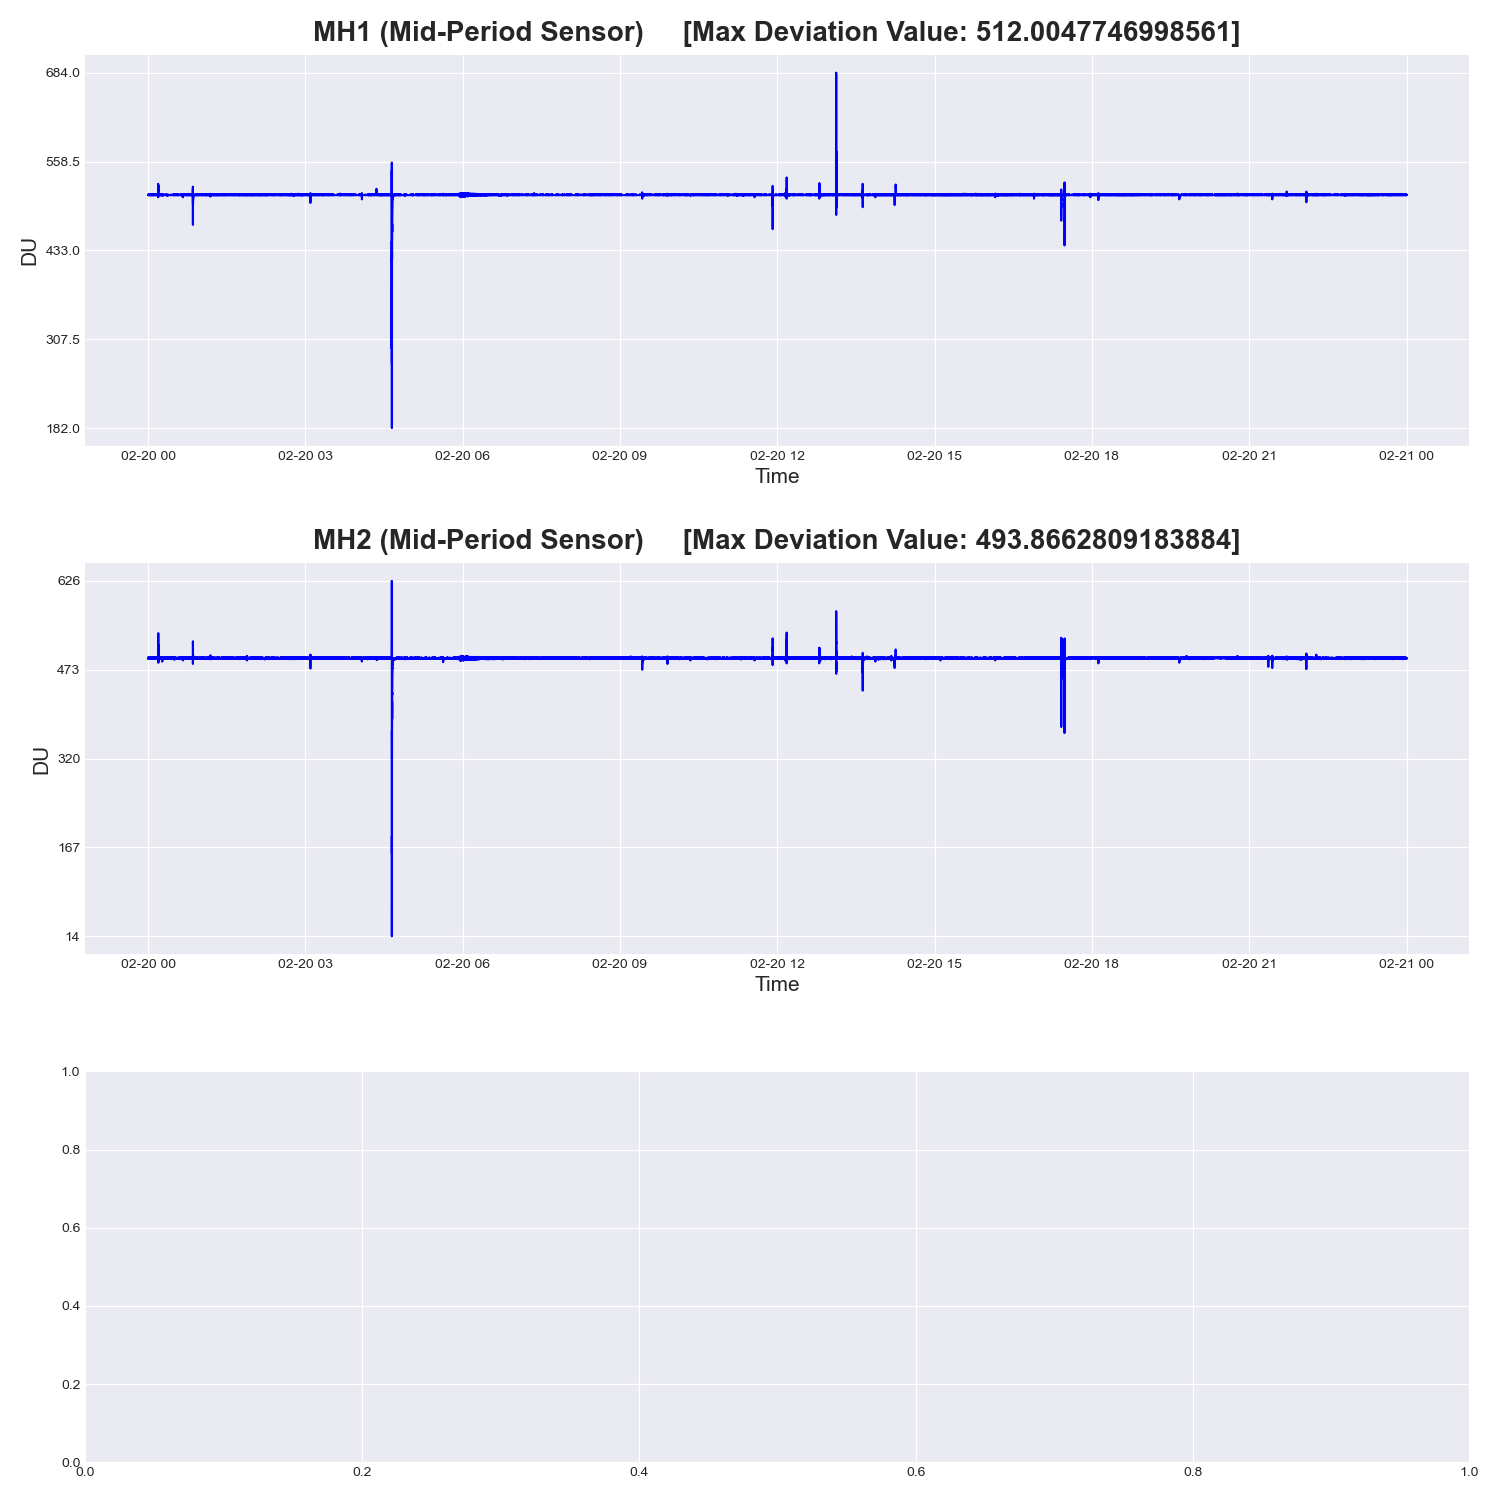 MH1 (Mid-Period Sensor) [Max Deviation Value: 512.0047746998561]
684.0
558.5
433.0
307.5
182.0
DU
02-20 00 02-20 03 02-20 06 02-20 09 02-20 12 02-20 15 02-20 18 02-20 21 02-21 00
Time
MH2 (Mid-Period Sensor) [Max Deviation Value: 493.8662809183884]
626
473
320
167
14
DU
02-20 00 02-20 03 02-20 06 02-20 09 02-20 12 02-20 15 02-20 18 02-20 21 02-21 00
Time
1.0
0.8
0.6
0.4
0.2
0.0
0.0 0.2 0.4 0.6 0.8 1.0